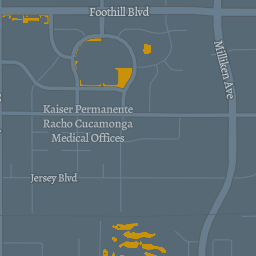 Foothill Blvd
Milliken Ave
Kaiser Permanente
Racho Cucamonga
Medical Offices
Jersey Blvd